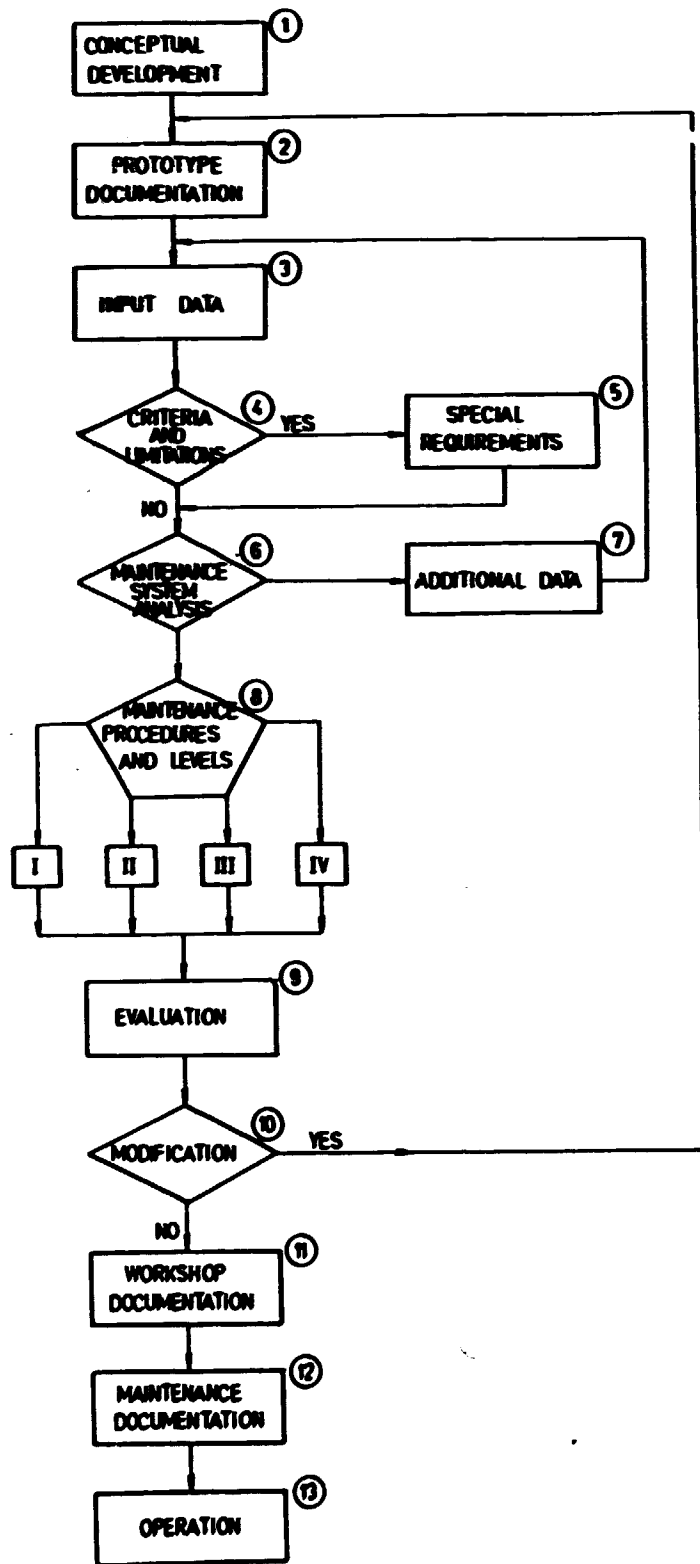 1
CONCEPTUAL
DEVELOPMENT
2
PROTOTYPE
DOCUMENTATION
3
INPUT DATA
4
CRITERIA
AND
LIMITATIONS
YES
5
SPECIAL
REQUIREMENTS
NO
6
MAINTENANCE
SYSTEM
ANALYSIS
7
ADDITIONAL DATA
8
MAINTENANCE
PROCEDURES
AND LEVELS
I
II
III
IV
9
EVALUATION
10
MODIFICATION
YES
NO
11
WORKSHOP
DOCUMENTATION
12
MAINTENANCE
DOCUMENTATION
13
OPERATION